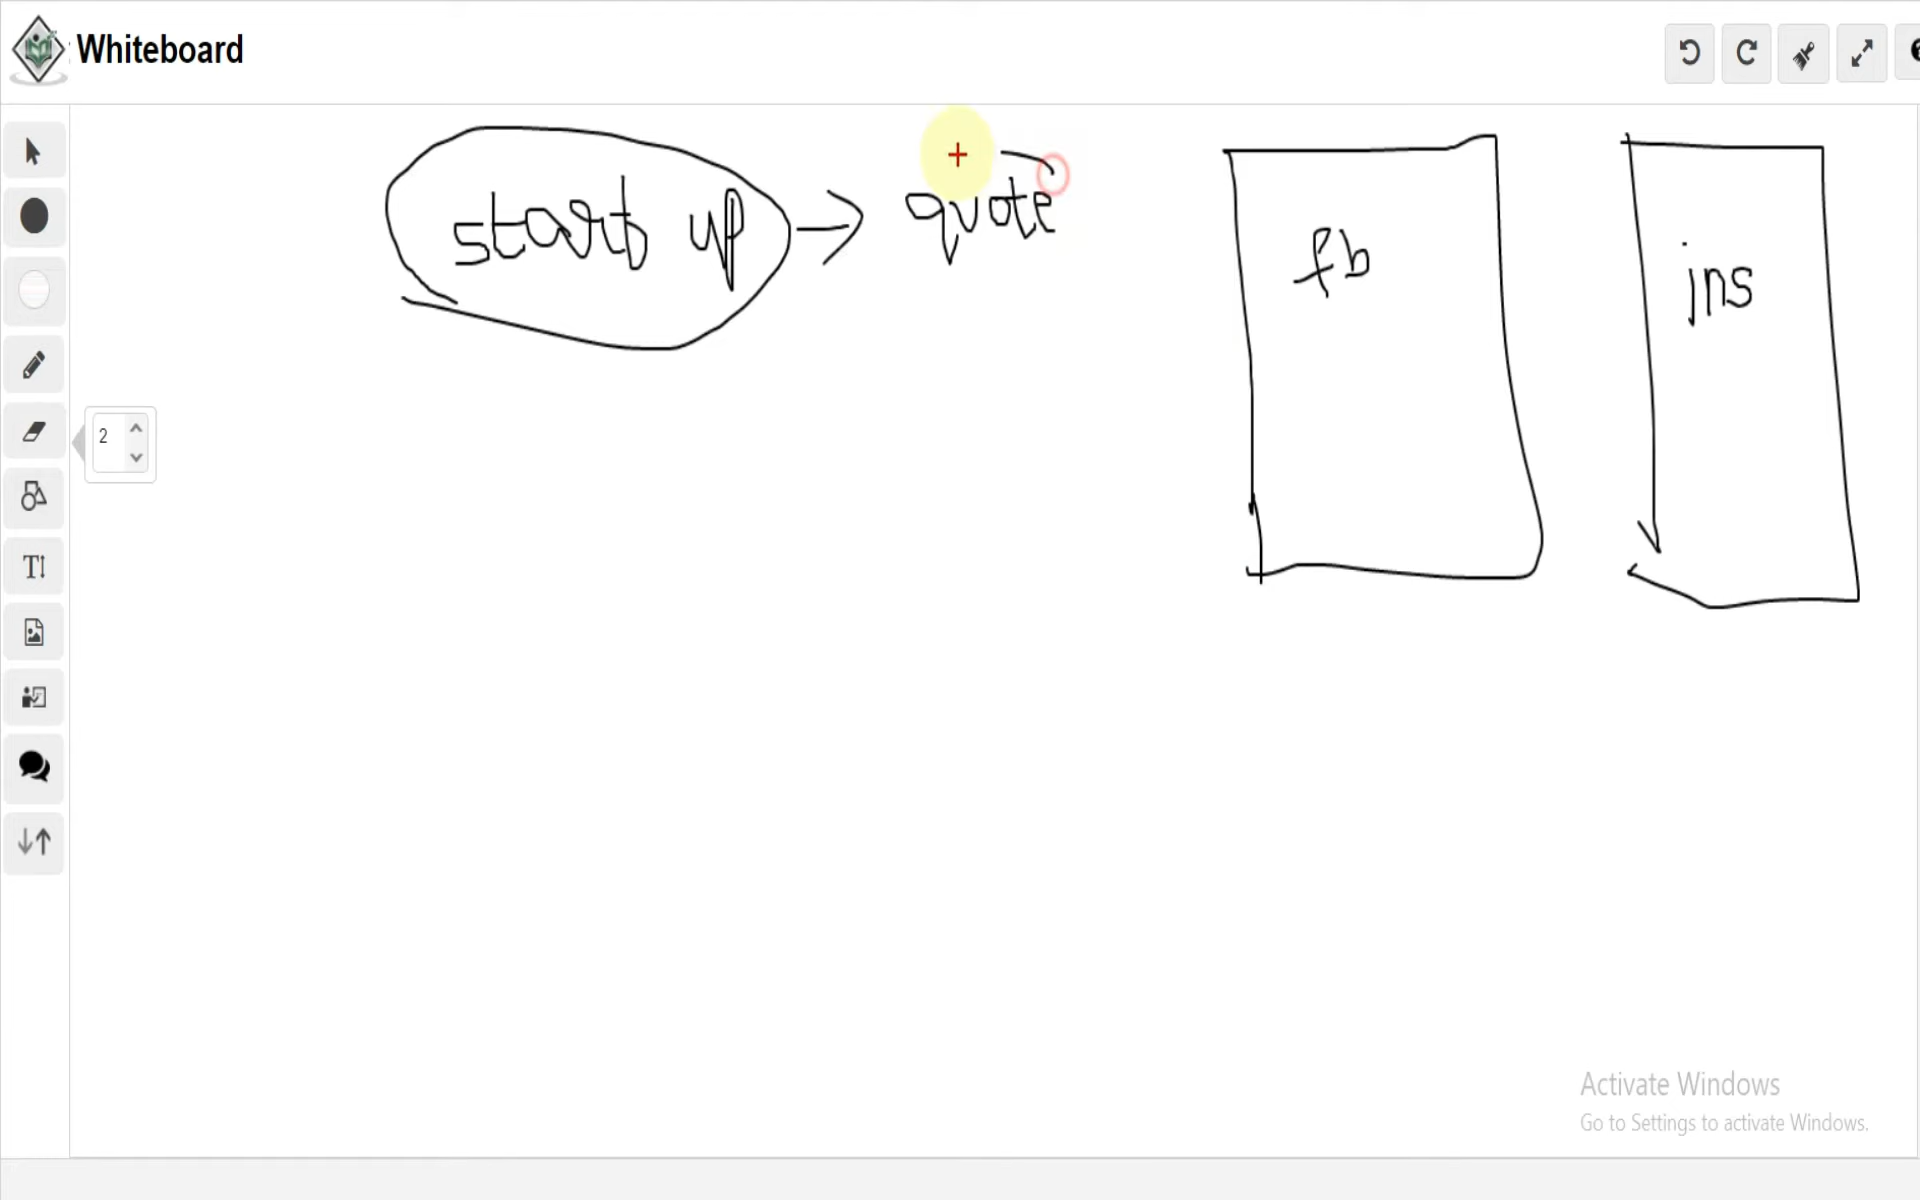 Whiteboard
start up → quote
fb
ins
2
Activate Windows
Go to Settings to activate Windows.